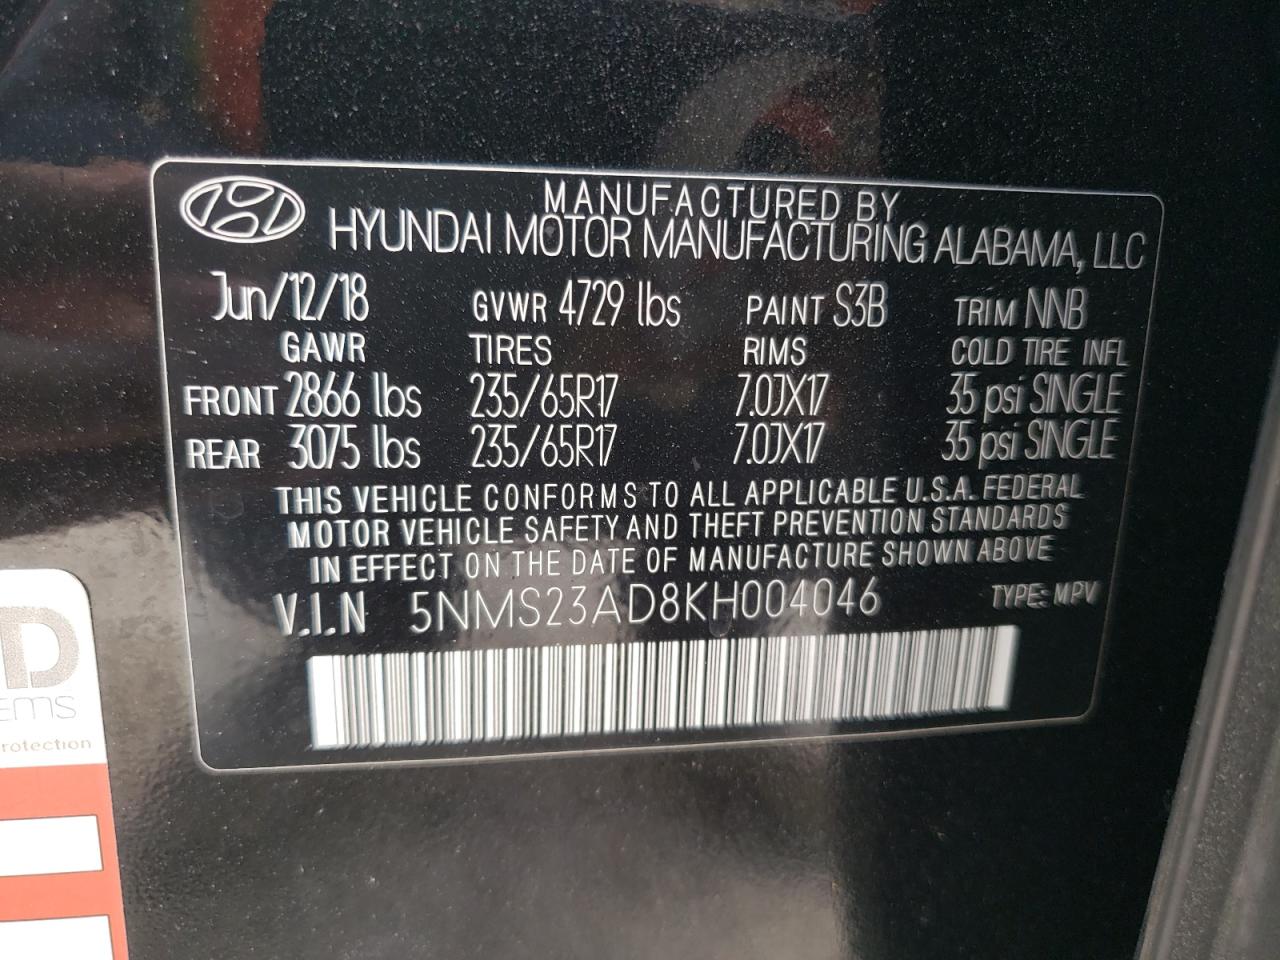 MANUFACTURED BY
HYUNDAI MOTOR MANUFACTURING ALABAMA, LLC
Jun/12/18 GVWR 4729 lbs PAINT S3B TRIM NNB
GAWR TIRES RIMS COLD TIRE INFL
FRONT 2866 lbs 235/65R17 7.0JX17 35 psi SINGLE
REAR 3075 lbs 235/65R17 7.0JX17 35 psi SINGLE
THIS VEHICLE CONFORMS TO ALL APPLICABLE U.S.A. FEDERAL
MOTOR VEHICLE SAFETY AND THEFT PREVENTION STANDARDS
IN EFFECT ON THE DATE OF MANUFACTURE SHOWN ABOVE
V.I.N 5NMS23AD8KH004046 TYPE: MPV
D
EMS
rotection